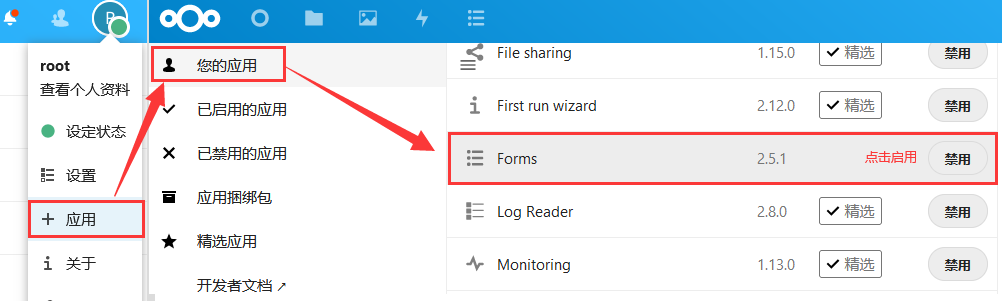 root
查看个人资料
设定状态
设置
应用
关于
您的应用
已启用的应用
已禁用的应用
应用捆绑包
精选应用
开发者文档 ↗
File sharing 1.15.0 精选 禁用
First run wizard 2.12.0 精选 禁用
Forms 2.5.1 点击启用 禁用
Log Reader 2.8.0 精选 禁用
Monitoring 1.13.0 精选 禁用